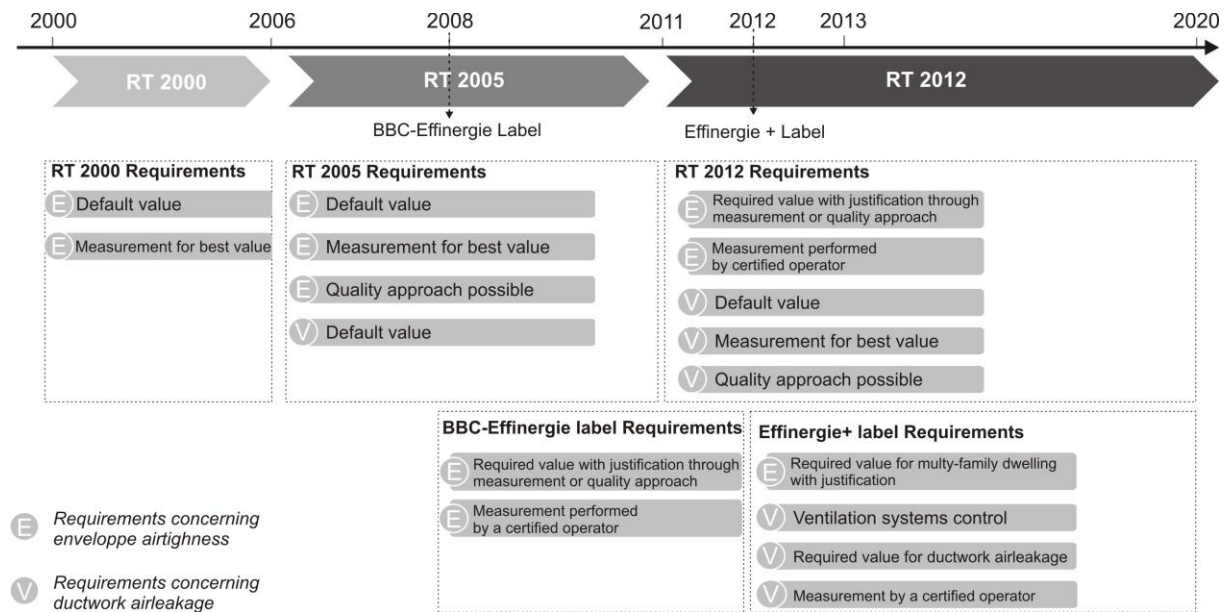 2000 2006 2008 2011 2012 2013 2020
RT 2000 RT 2005 RT 2012
BBC-Effinergie Label
Effinergie + Label
RT 2000 Requirements
E Default value
E Measurement for best value
RT 2005 Requirements
E Default value
E Measurement for best value
E Quality approach possible
V Default value
RT 2012 Requirements
E Required value with justification through
measurement or quality approach
E Measurement performed
by certified operator
V Default value
V Measurement for best value
V Quality approach possible
BBC-Effinergie label Requirements
E Required value with justification through
measurement or quality approach
E Measurement performed
by a certified operator
Effinergie+ label Requirements
E Required value for multy-family dwelling
with justification
V Ventilation systems control
V Required value for ductwork airleakage
V Measurement by a certified operator
E Requirements concerning
enveloppe airtighness
V Requirements concerning
ductwork airleakage